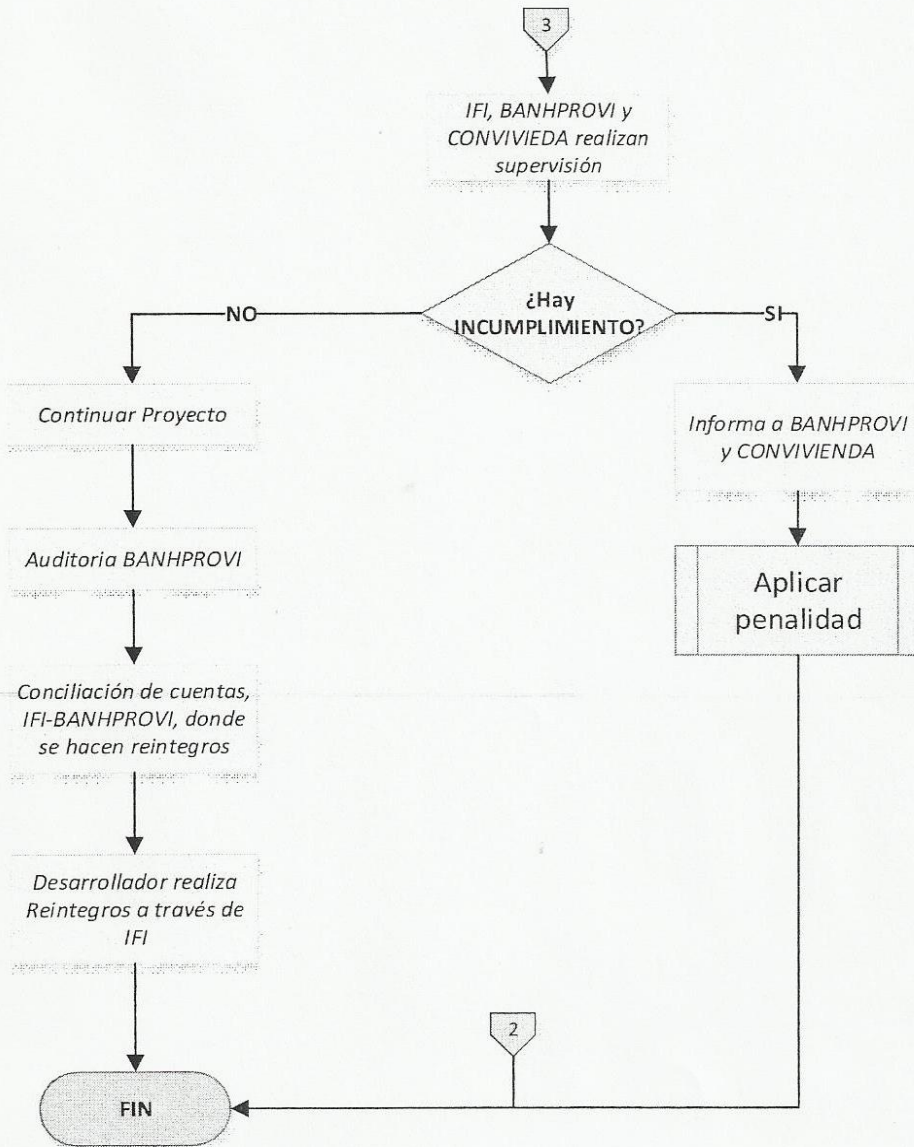 3
IFI, BANHPROVI y
CONVIVIEDA realizan
supervisión
¿Hay
INCUMPLIMIENTO?
NO
SI
Continuar Proyecto
Informa a BANHPROVI
y CONVIVIENDA
Auditoria BANHPROVI
Aplicar
penalidad
Conciliación de cuentas,
IFI-BANHPROVI, donde
se hacen reintegros
Desarrollador realiza
Reintegros a través de
IFI
2
FIN